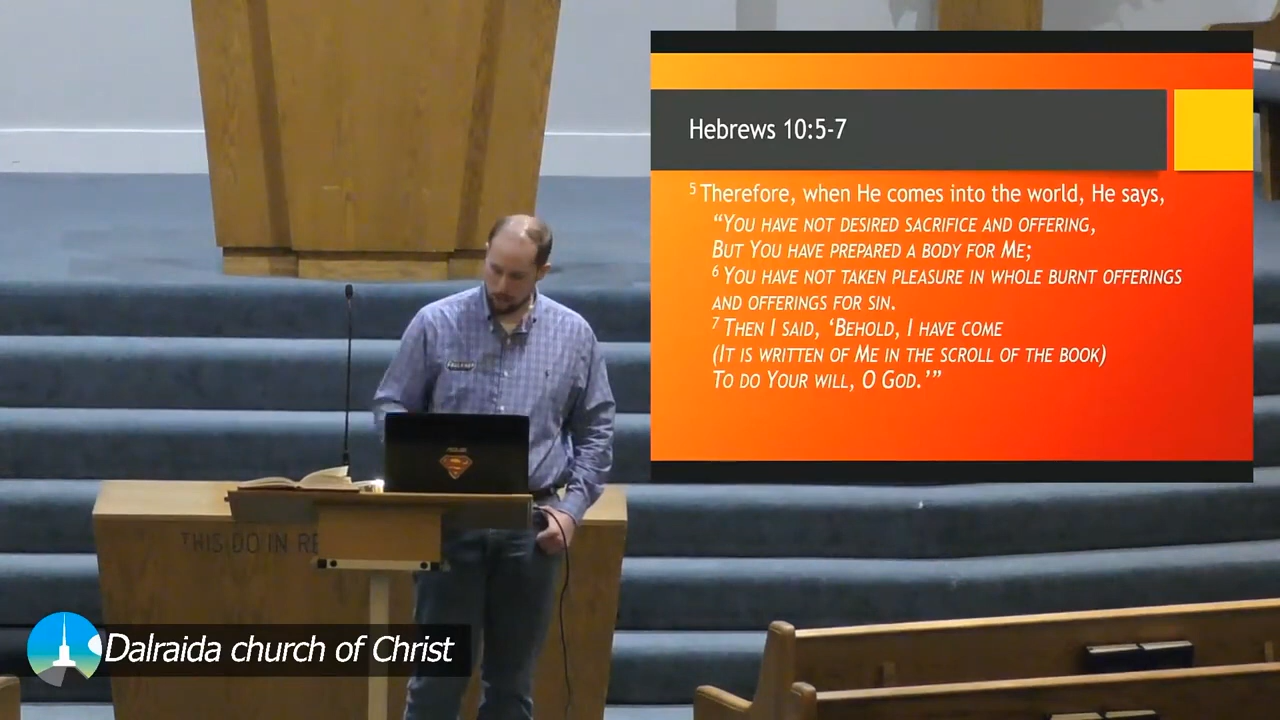 Hebrews 10:5-7
5 Therefore, when He comes into the world, He says,
“YOU HAVE NOT DESIRED SACRIFICE AND OFFERING,
BUT YOU HAVE PREPARED A BODY FOR ME;
6 YOU HAVE NOT TAKEN PLEASURE IN WHOLE BURNT OFFERINGS
AND OFFERINGS FOR SIN.
7 THEN I SAID, ‘BEHOLD, I HAVE COME
(IT IS WRITTEN OF ME IN THE SCROLL OF THE BOOK)
TO DO YOUR WILL, O GOD.’”
THIS DO IN RE
Dalraida church of Christ